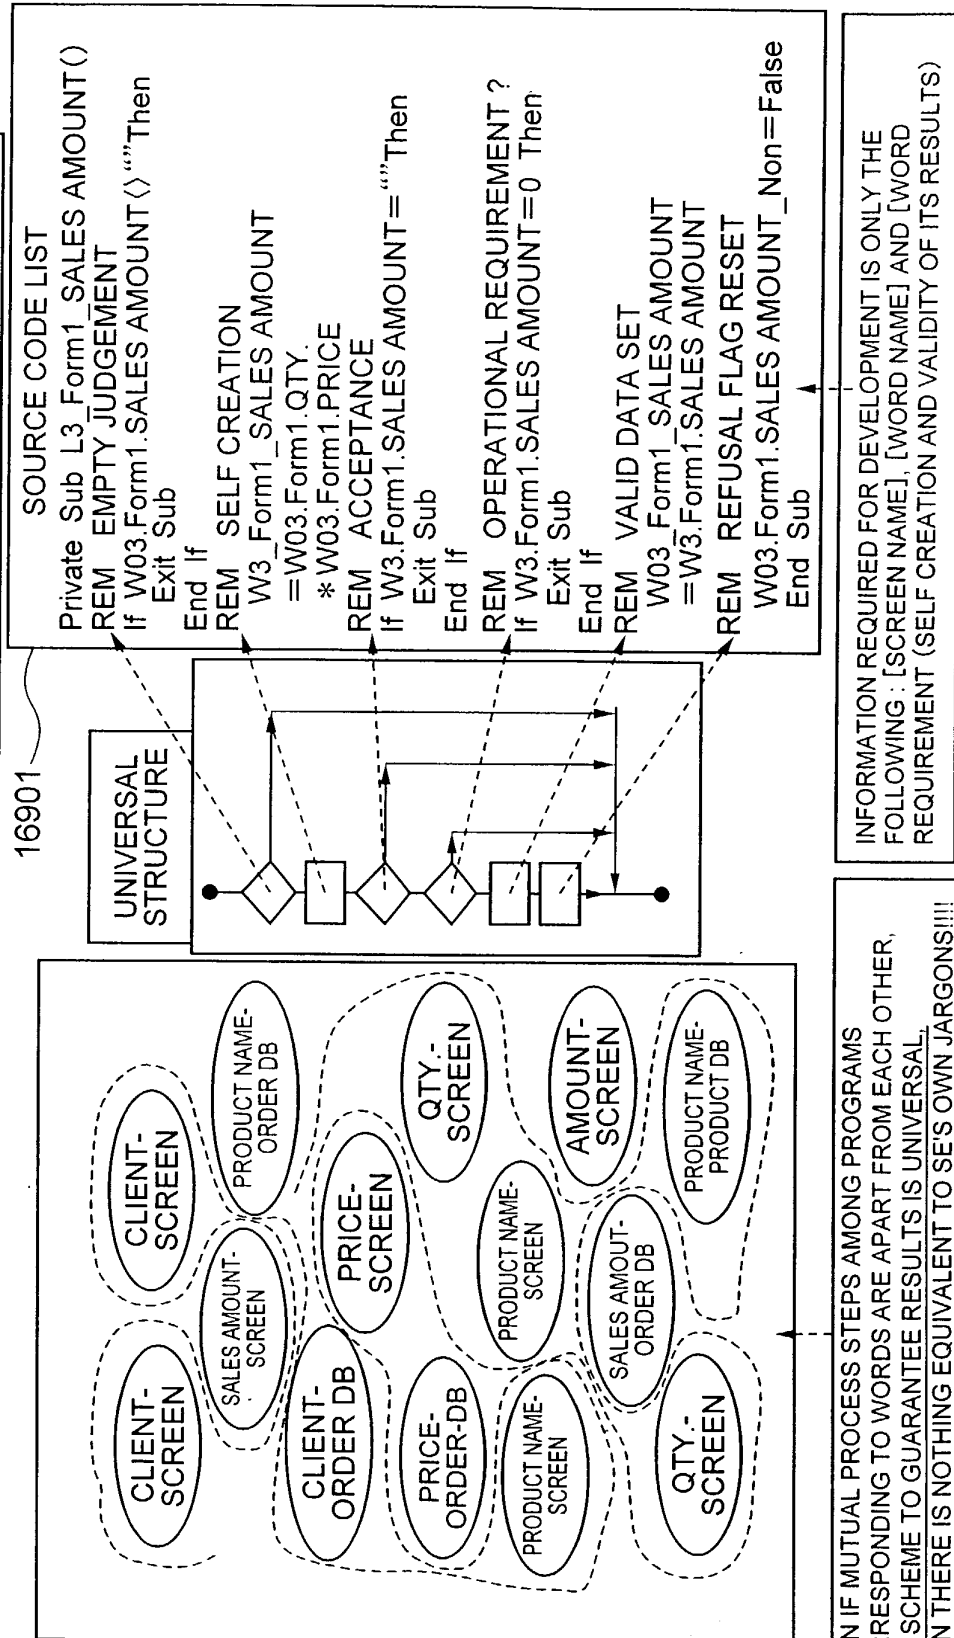 16901
SOURCE CODE LIST
Private Sub L3_Form1_SALES AMOUNT()
REM EMPTY JUDGEMENT
If W03.Form1.SALES AMOUNT<>“”Then
Exit Sub
End If
REM SELF CREATION
W3_Form1_SALES AMOUNT
=W03.Form1.QTY.
*W03.Form1.PRICE
REM ACCEPTANCE
If W3.Form1.SALES AMOUNT=“”Then
Exit Sub
End If
REM OPERATIONAL REQUIREMENT ?
If W3.Form1.SALES AMOUNT=0 Then
Exit Sub
End If
REM VALID DATA SET
W03_Form1_SALES AMOUNT
=W3.Form1.SALES AMOUNT
REM REFUSAL FLAG RESET
W03.Form1.SALES AMOUNT_Non=False
End Sub
UNIVERSAL
STRUCTURE
CLIENT-
SCREEN
CLIENT-
SCREEN
SALES AMOUNT-
SCREEN
PRODUCT NAME-
ORDER DB
CLIENT-
ORDER DB
PRICE-
SCREEN
QTY.-
SCREEN
PRICE-
ORDER-DB
PRODUCT NAME-
SCREEN
PRODUCT NAME-
SCREEN
AMOUNT-
SCREEN
SALES AMOUT-
ORDER DB
QTY.-
SCREEN
PRODUCT NAME-
PRODUCT DB
N IF MUTUAL PROCESS STEPS AMONG PROGRAMS
RESPONDING TO WORDS ARE APART FROM EACH OTHER,
SCHEME TO GUARANTEE RESULTS IS UNIVERSAL,
N THERE IS NOTHING EQUIVALENT TO SE'S OWN JARGONS!!!!
INFORMATION REQUIRED FOR DEVELOPMENT IS ONLY THE
FOLLOWING : [SCREEN NAME], [WORD NAME] AND [WORD
REQUIREMENT (SELF CREATION AND VALIDITY OF ITS RESULTS)